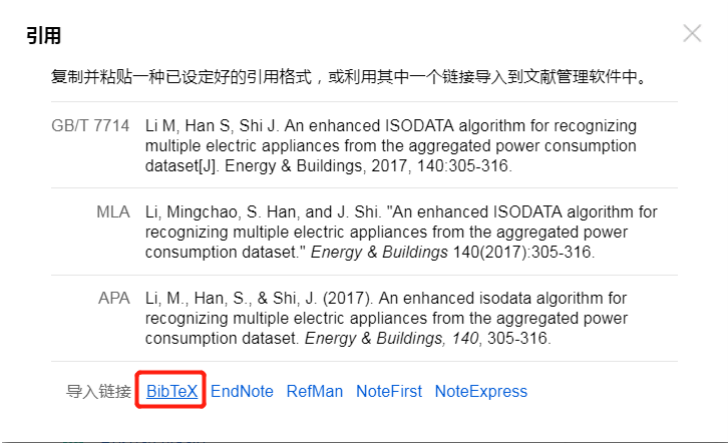 引用
复制并粘贴一种已设定好的引用格式，或利用其中一个链接导入到文献管理软件中。
GB/T 7714 Li M, Han S, Shi J. An enhanced ISODATA algorithm for recognizing
multiple electric appliances from the aggregated power consumption
dataset[J]. Energy & Buildings, 2017, 140:305-316.
MLA Li, Mingchao, S. Han, and J. Shi. "An enhanced ISODATA algorithm for
recognizing multiple electric appliances from the aggregated power
consumption dataset." Energy & Buildings 140(2017):305-316.
APA Li, M., Han, S., & Shi, J. (2017). An enhanced isodata algorithm for
recognizing multiple electric appliances from the aggregated power
consumption dataset. Energy & Buildings, 140, 305-316.
导入链接 BibTeX EndNote RefMan NoteFirst NoteExpress